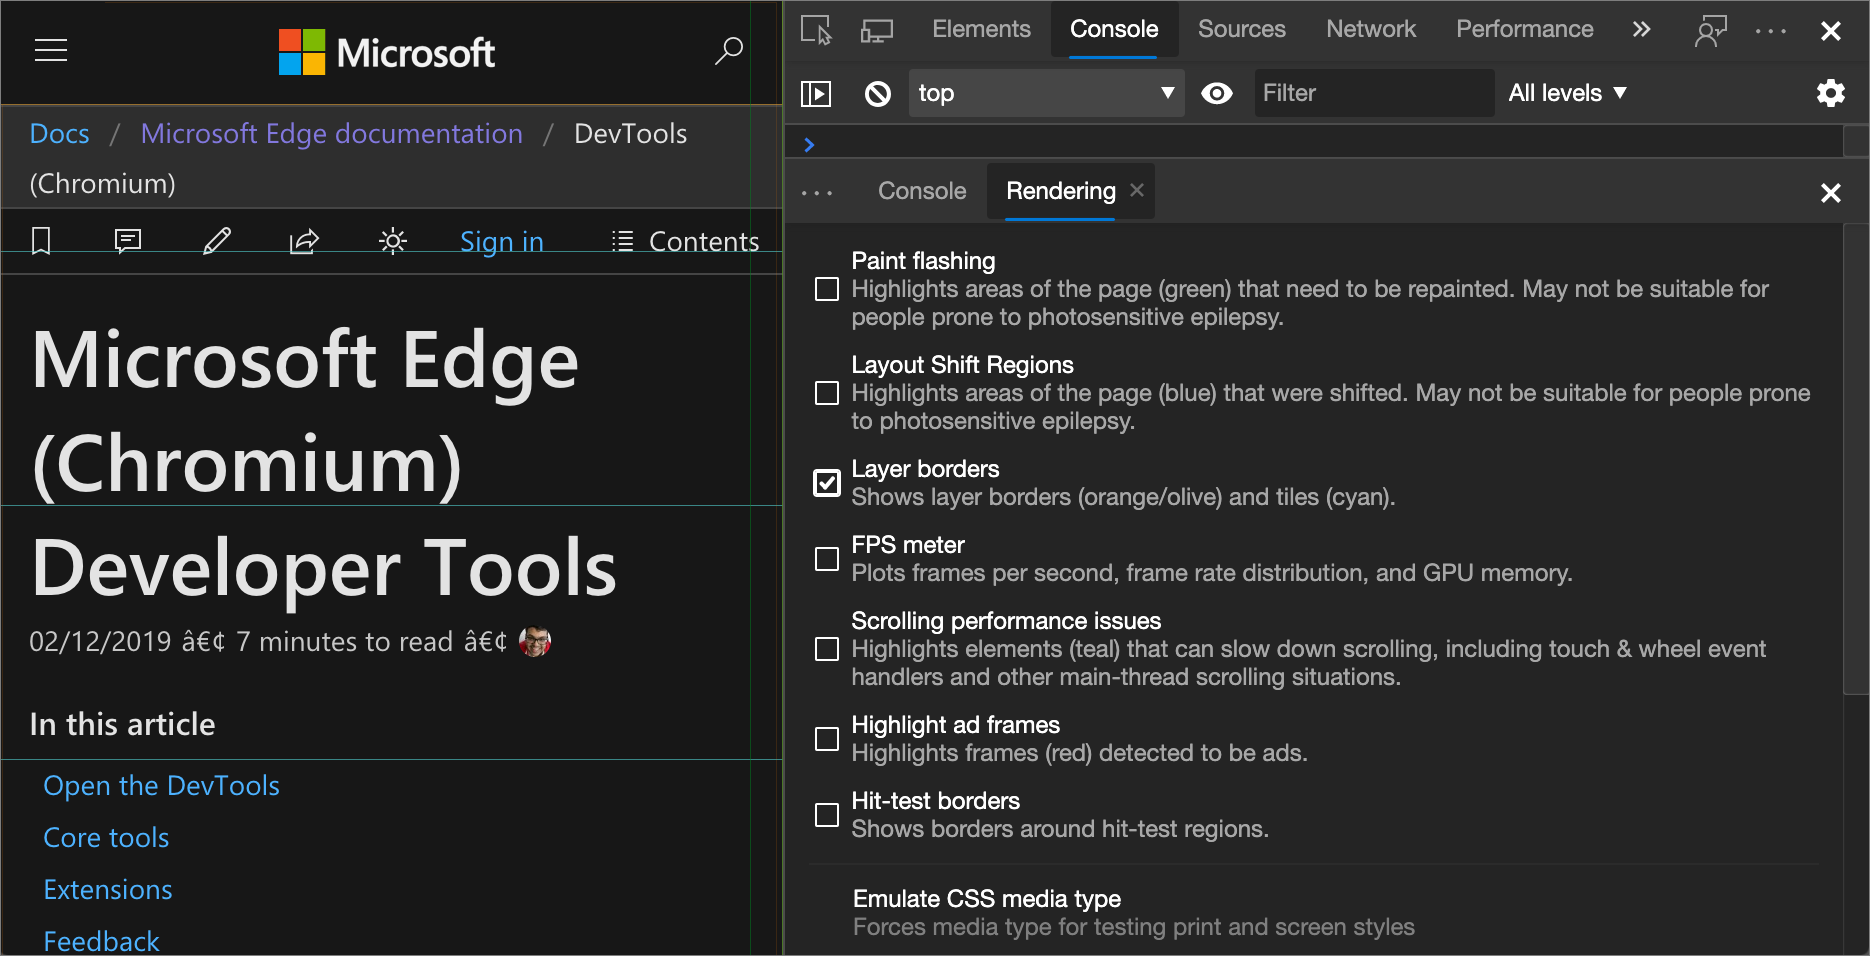 Microsoft
Docs / Microsoft Edge documentation / DevTools
(Chromium)
Sign in
Contents
Microsoft Edge
(Chromium)
Developer Tools
02/12/2019 â€¢ 7 minutes to read â€¢
In this article
Open the DevTools
Core tools
Extensions
Feedback
Elements Console Sources Network Performance
top Filter All levels
Console Rendering
Paint flashing
Highlights areas of the page (green) that need to be repainted. May not be suitable for
people prone to photosensitive epilepsy.
Layout Shift Regions
Highlights areas of the page (blue) that were shifted. May not be suitable for people prone
to photosensitive epilepsy.
Layer borders
Shows layer borders (orange/olive) and tiles (cyan).
FPS meter
Plots frames per second, frame rate distribution, and GPU memory.
Scrolling performance issues
Highlights elements (teal) that can slow down scrolling, including touch & wheel event
handlers and other main-thread scrolling situations.
Highlight ad frames
Highlights frames (red) detected to be ads.
Hit-test borders
Shows borders around hit-test regions.
Emulate CSS media type
Forces media type for testing print and screen styles